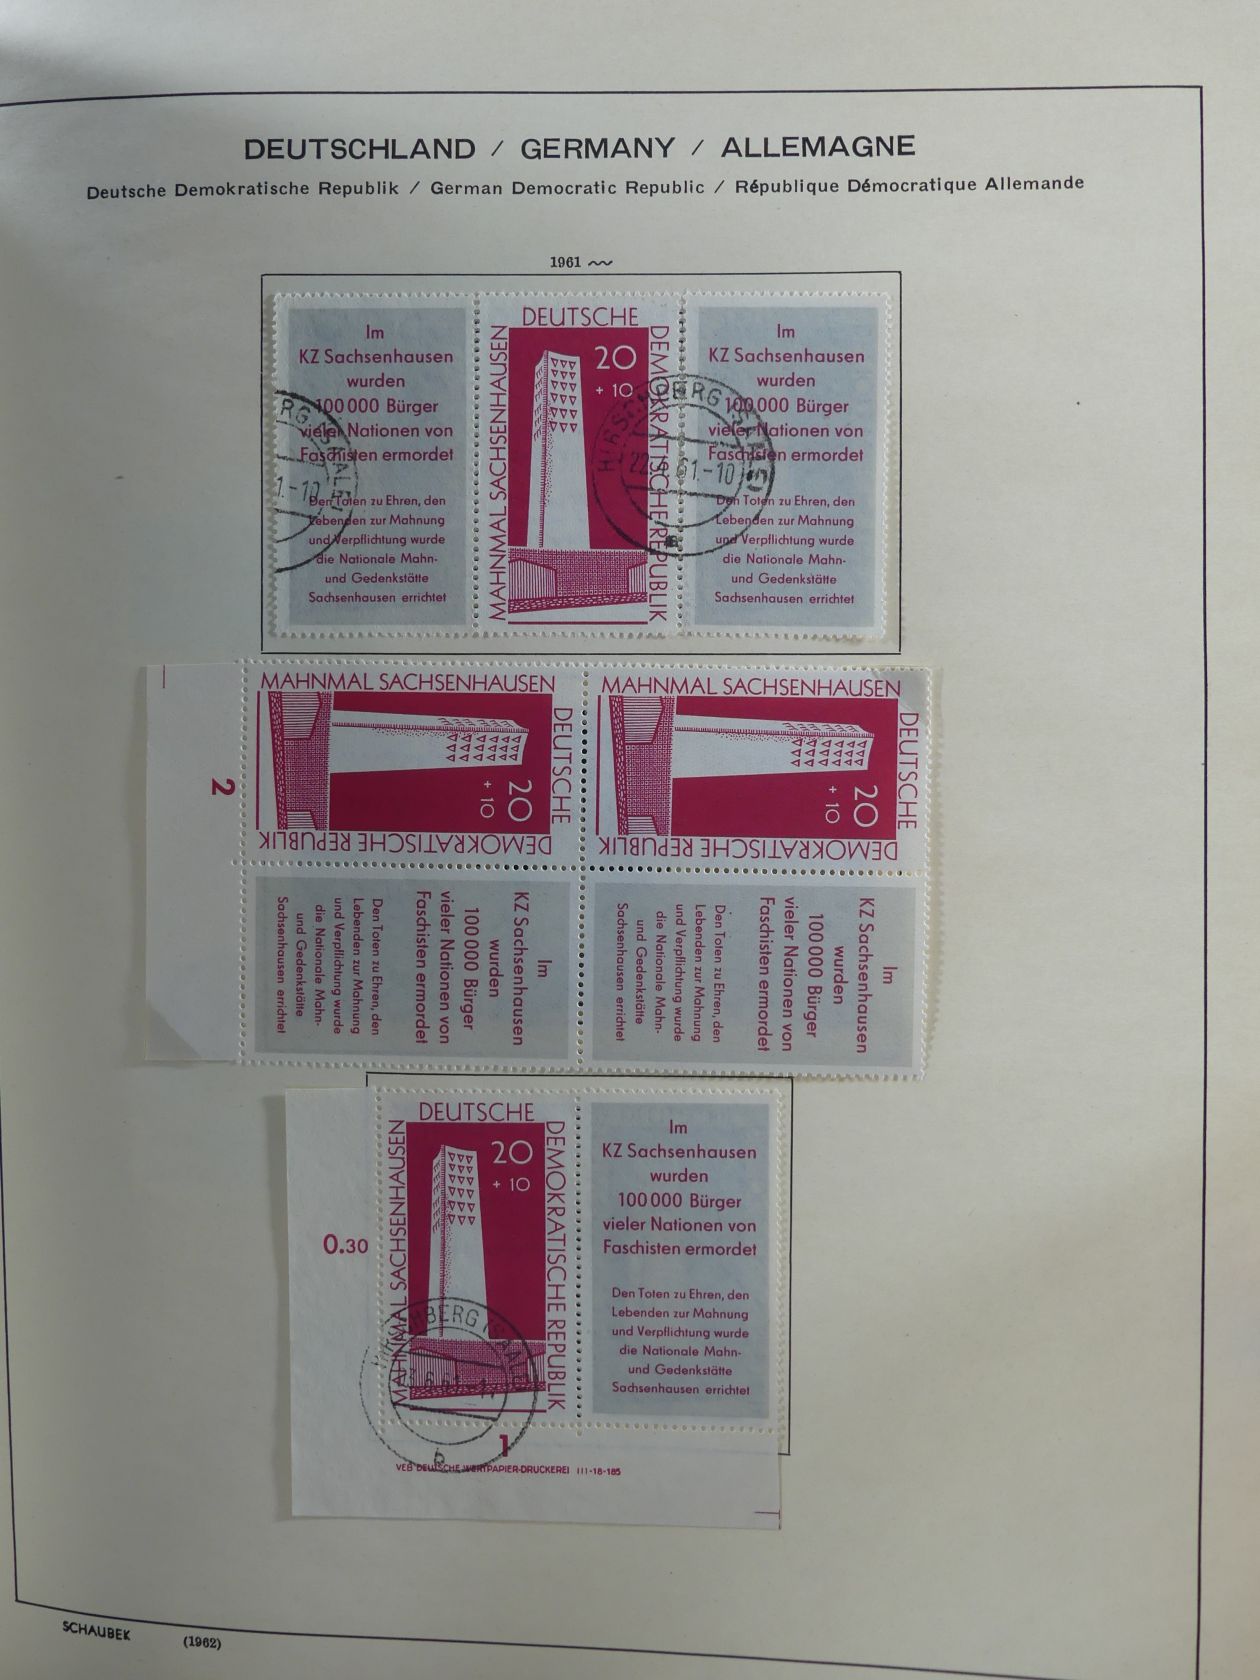 DEUTSCHLAND / GERMANY / ALLEMAGNE
Deutsche Demokratische Republik / German Democratic Republic / République Démocratique Allemande
1961
Im
KZ Sachsenhausen
wurden
100 000 Bürger
vieler Nationen von
Faschisten ermordet
Den Toten zu Ehren, den
Lebenden zur Mahnung
und Verpflichtung wurde
die Nationale Mahn-
und Gedenkstätte
Sachsenhausen errichtet
MAHNMAL SACHSENHAUSEN
DEUTSCHE
DEMOKRATISCHE REPUBLIK
20
+ 10
Im
KZ Sachsenhausen
wurden
100 000 Bürger
vieler Nationen von
Faschisten ermordet
Den Toten zu Ehren, den
Lebenden zur Mahnung
und Verpflichtung wurde
die Nationale Mahn-
und Gedenkstätte
Sachsenhausen errichtet
HIRSCHBERG (SAALE)
61.-10
a
MAHNMAL SACHSENHAUSEN
DEUTSCHE
DEMOKRATISCHE REPUBLIK
20
+ 10
MAHNMAL SACHSENHAUSEN
DEUTSCHE
DEMOKRATISCHE REPUBLIK
20
+ 10
2
Im
KZ Sachsenhausen
wurden
100 000 Bürger
vieler Nationen von
Faschisten ermordet
Den Toten zu Ehren, den
Lebenden zur Mahnung
und Verpflichtung wurde
die Nationale Mahn-
und Gedenkstätte
Sachsenhausen errichtet
Im
KZ Sachsenhausen
wurden
100 000 Bürger
vieler Nationen von
Faschisten ermordet
Den Toten zu Ehren, den
Lebenden zur Mahnung
und Verpflichtung wurde
die Nationale Mahn-
und Gedenkstätte
Sachsenhausen errichtet
0.30
MAHNMAL SACHSENHAUSEN
DEUTSCHE
DEMOKRATISCHE REPUBLIK
20
+ 10
Im
KZ Sachsenhausen
wurden
100 000 Bürger
vieler Nationen von
Faschisten ermordet
Den Toten zu Ehren, den
Lebenden zur Mahnung
und Verpflichtung wurde
die Nationale Mahn-
und Gedenkstätte
Sachsenhausen errichtet
b
1
VEB DEUTSCHE WERTPAPIER-DRUCKEREI III-18-185
SCHAUBEK
(1962)